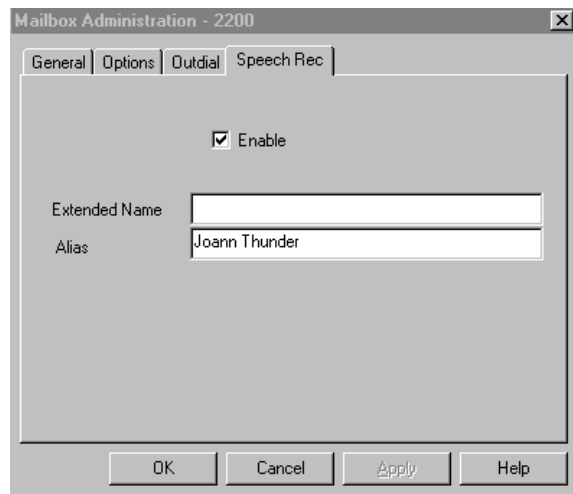 Mailbox Administration - 2200
General Options Outdial Speech Rec
Enable
Extended Name
Alias Joann Thunder
OK Cancel Apply Help